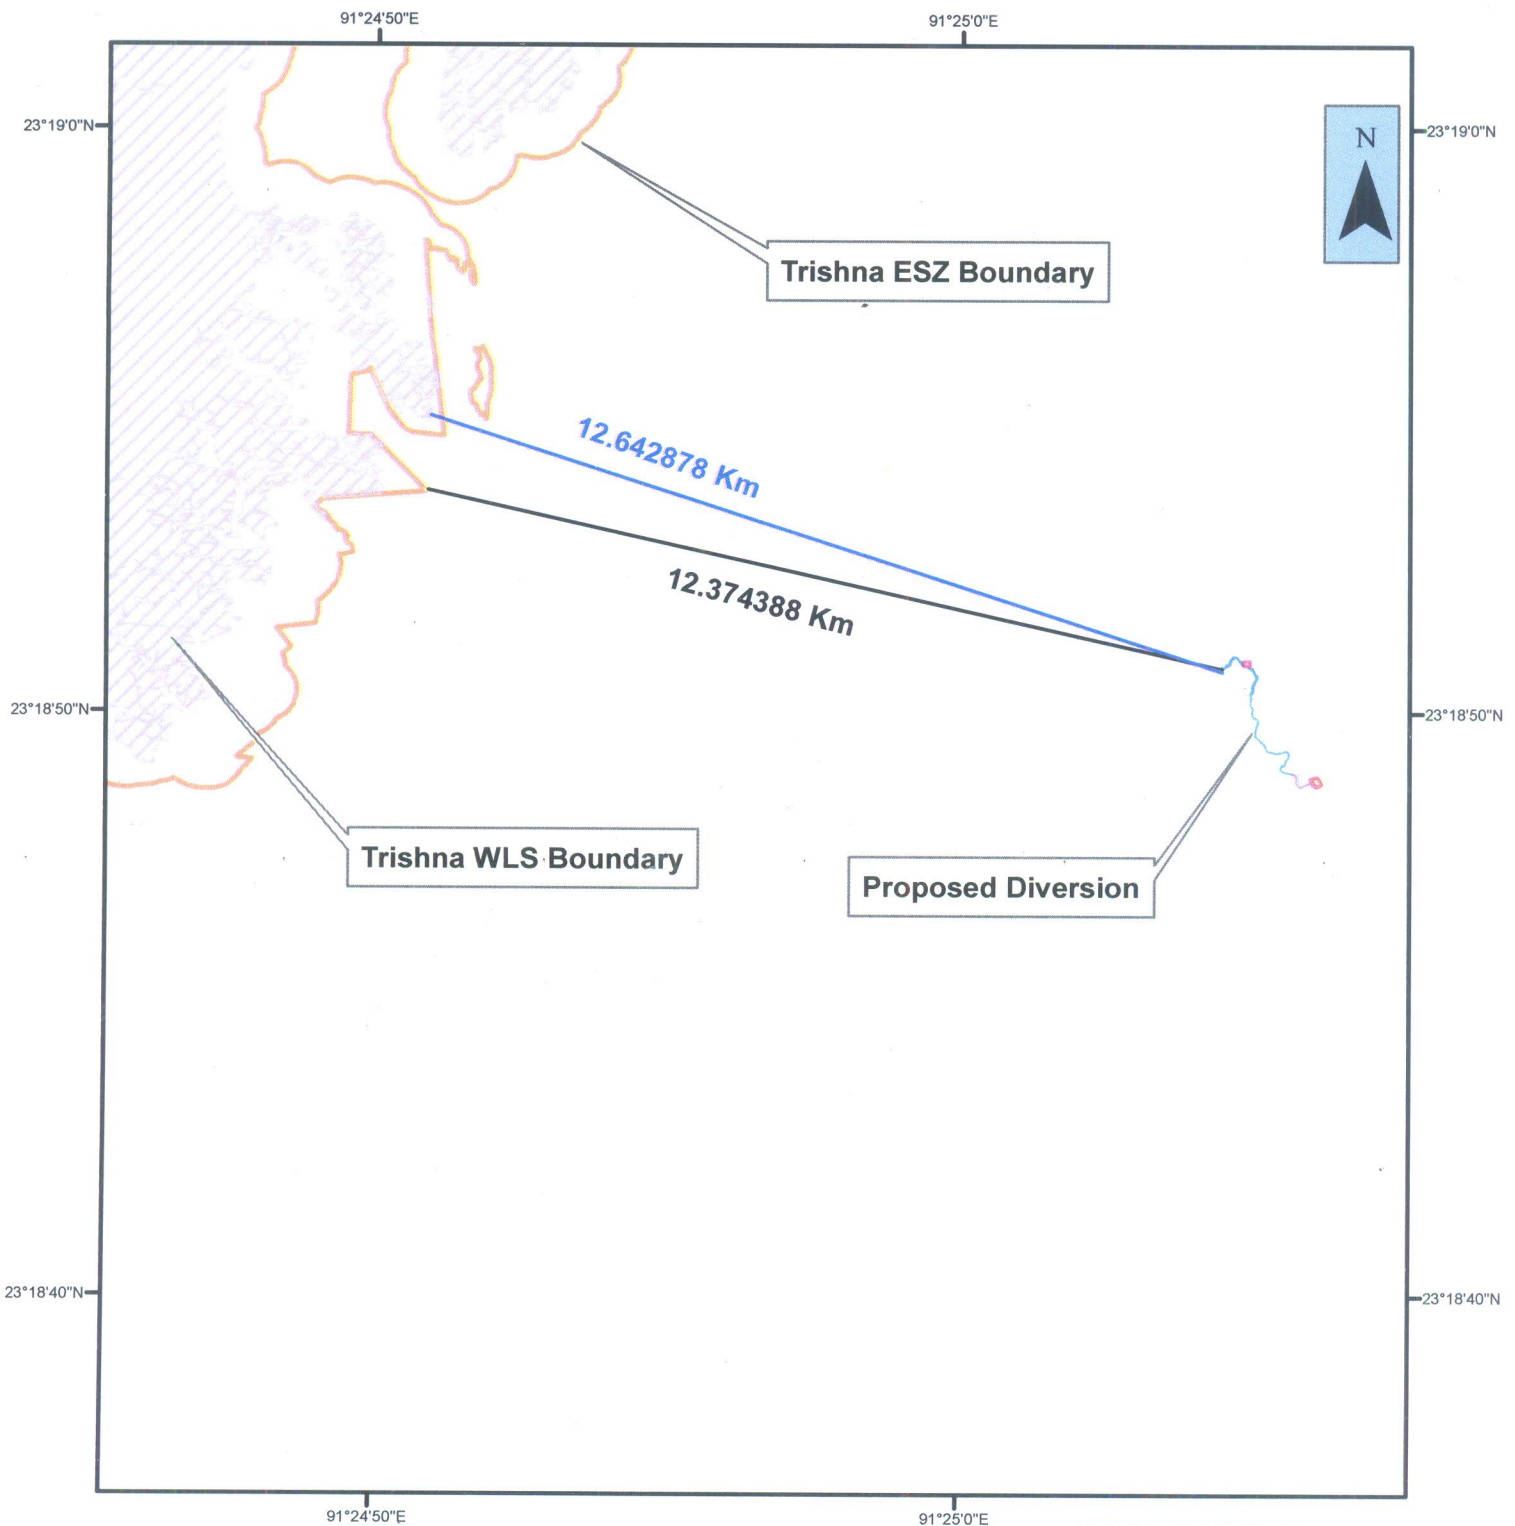 91°24'50"E
91°25'0"E
23°19'0"N
23°19'0"N
N
Trishna ESZ Boundary
12.642878 Km
12.374388 Km
23°18'50"N
23°18'50"N
Trishna WLS Boundary
Proposed Diversion
23°18'40"N
23°18'40"N
91°24'50"E
91°25'0"E